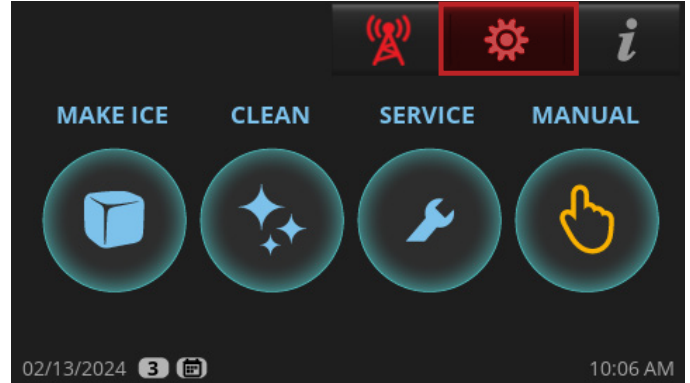 MAKE ICE CLEAN SERVICE MANUAL
02/13/2024 3 10:06 AM